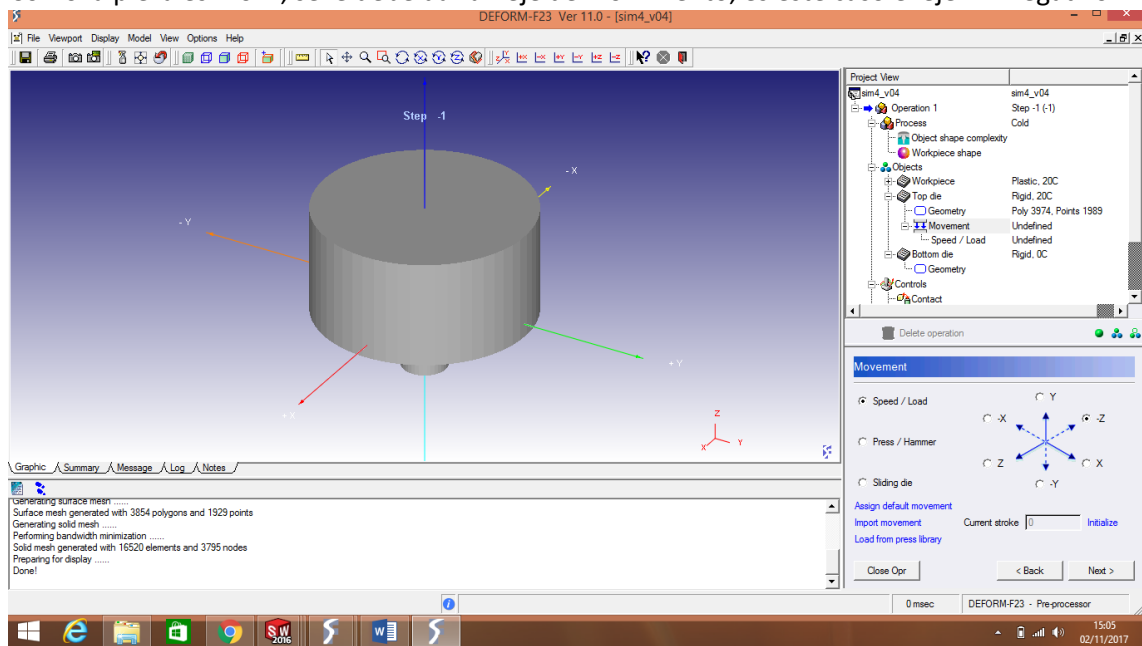 DEFORM-F23 Ver 11.0 - [sim4_v04]
File Viewport Display Model View Options Help
Step -1
- X
- Y
+ Y
+ X
Z
X Y
Graphic Summary Message Log Notes
Generating surface mesh ......
Surface mesh generated with 3854 polygons and 1929 points
Generating solid mesh ......
Performing bandwidth minimization ......
Solid mesh generated with 16520 elements and 3795 nodes
Preparing for display ......
Done!
Project View
sim4_v04 sim4_v04
Operation 1 Step -1 (-1)
Process Cold
Object shape complexity
Workpiece shape
Objects
Workpiece Plastic, 20C
Top die Rigid, 20C
Geometry Poly 3974, Points 1989
Movement Undefined
Speed / Load Undefined
Bottom die Rigid, 0C
Geometry
Controls
Contact
Delete operation
Movement
Speed / Load
Y
-X -Z
Press / Hammer
Z X
Sliding die
-Y
Assign default movement
Import movement Current stroke 0 Initialize
Load from press library
Close Opr < Back Next >
0 msec DEFORM-F23 - Pre-processor
SW 2016
15:05
02/11/2017